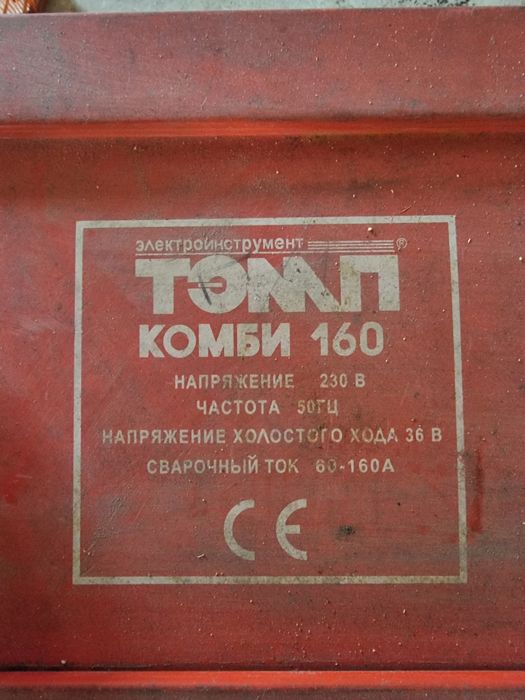 электроинструмент
ТЭМП ®
КОМБИ 160
НАПРЯЖЕНИЕ 230 В
ЧАСТОТА 50ГЦ
НАПРЯЖЕНИЕ ХОЛОСТОГО ХОДА 36 В
СВАРОЧНЫЙ ТОК 60-160А
CE